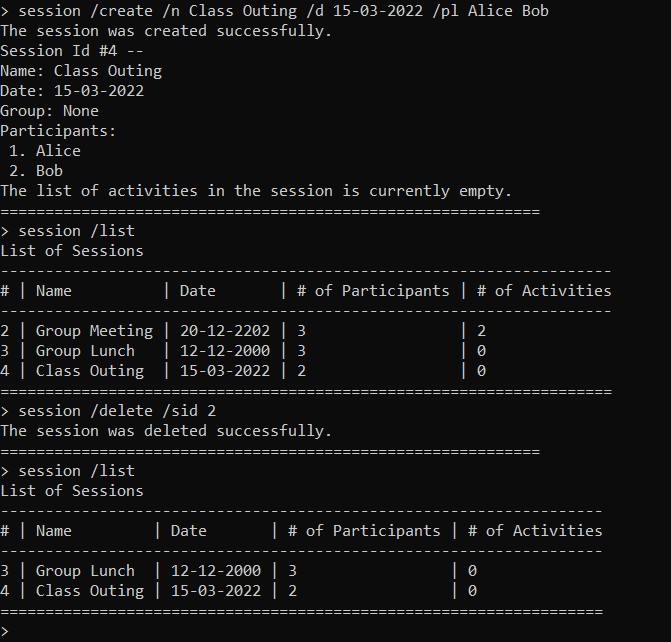 > session /create /n Class Outing /d 15-03-2022 /pl Alice Bob
The session was created successfully.
Session Id #4 --
Name: Class Outing
Date: 15-03-2022
Group: None
Participants:
 1. Alice
 2. Bob
The list of activities in the session is currently empty.
============================================================
> session /list
List of Sessions
--------------------------------------------------------------------
# | Name          | Date       | # of Participants | # of Activities
--------------------------------------------------------------------
2 | Group Meeting | 20-12-2202 | 3                 | 2
3 | Group Lunch   | 12-12-2000 | 3                 | 0
4 | Class Outing  | 15-03-2022 | 2                 | 0
====================================================================
> session /delete /sid 2
The session was deleted successfully.
============================================================
> session /list
List of Sessions
-------------------------------------------------------------------
# | Name         | Date       | # of Participants | # of Activities
-------------------------------------------------------------------
3 | Group Lunch  | 12-12-2000 | 3                 | 0
4 | Class Outing | 15-03-2022 | 2                 | 0
===================================================================
>